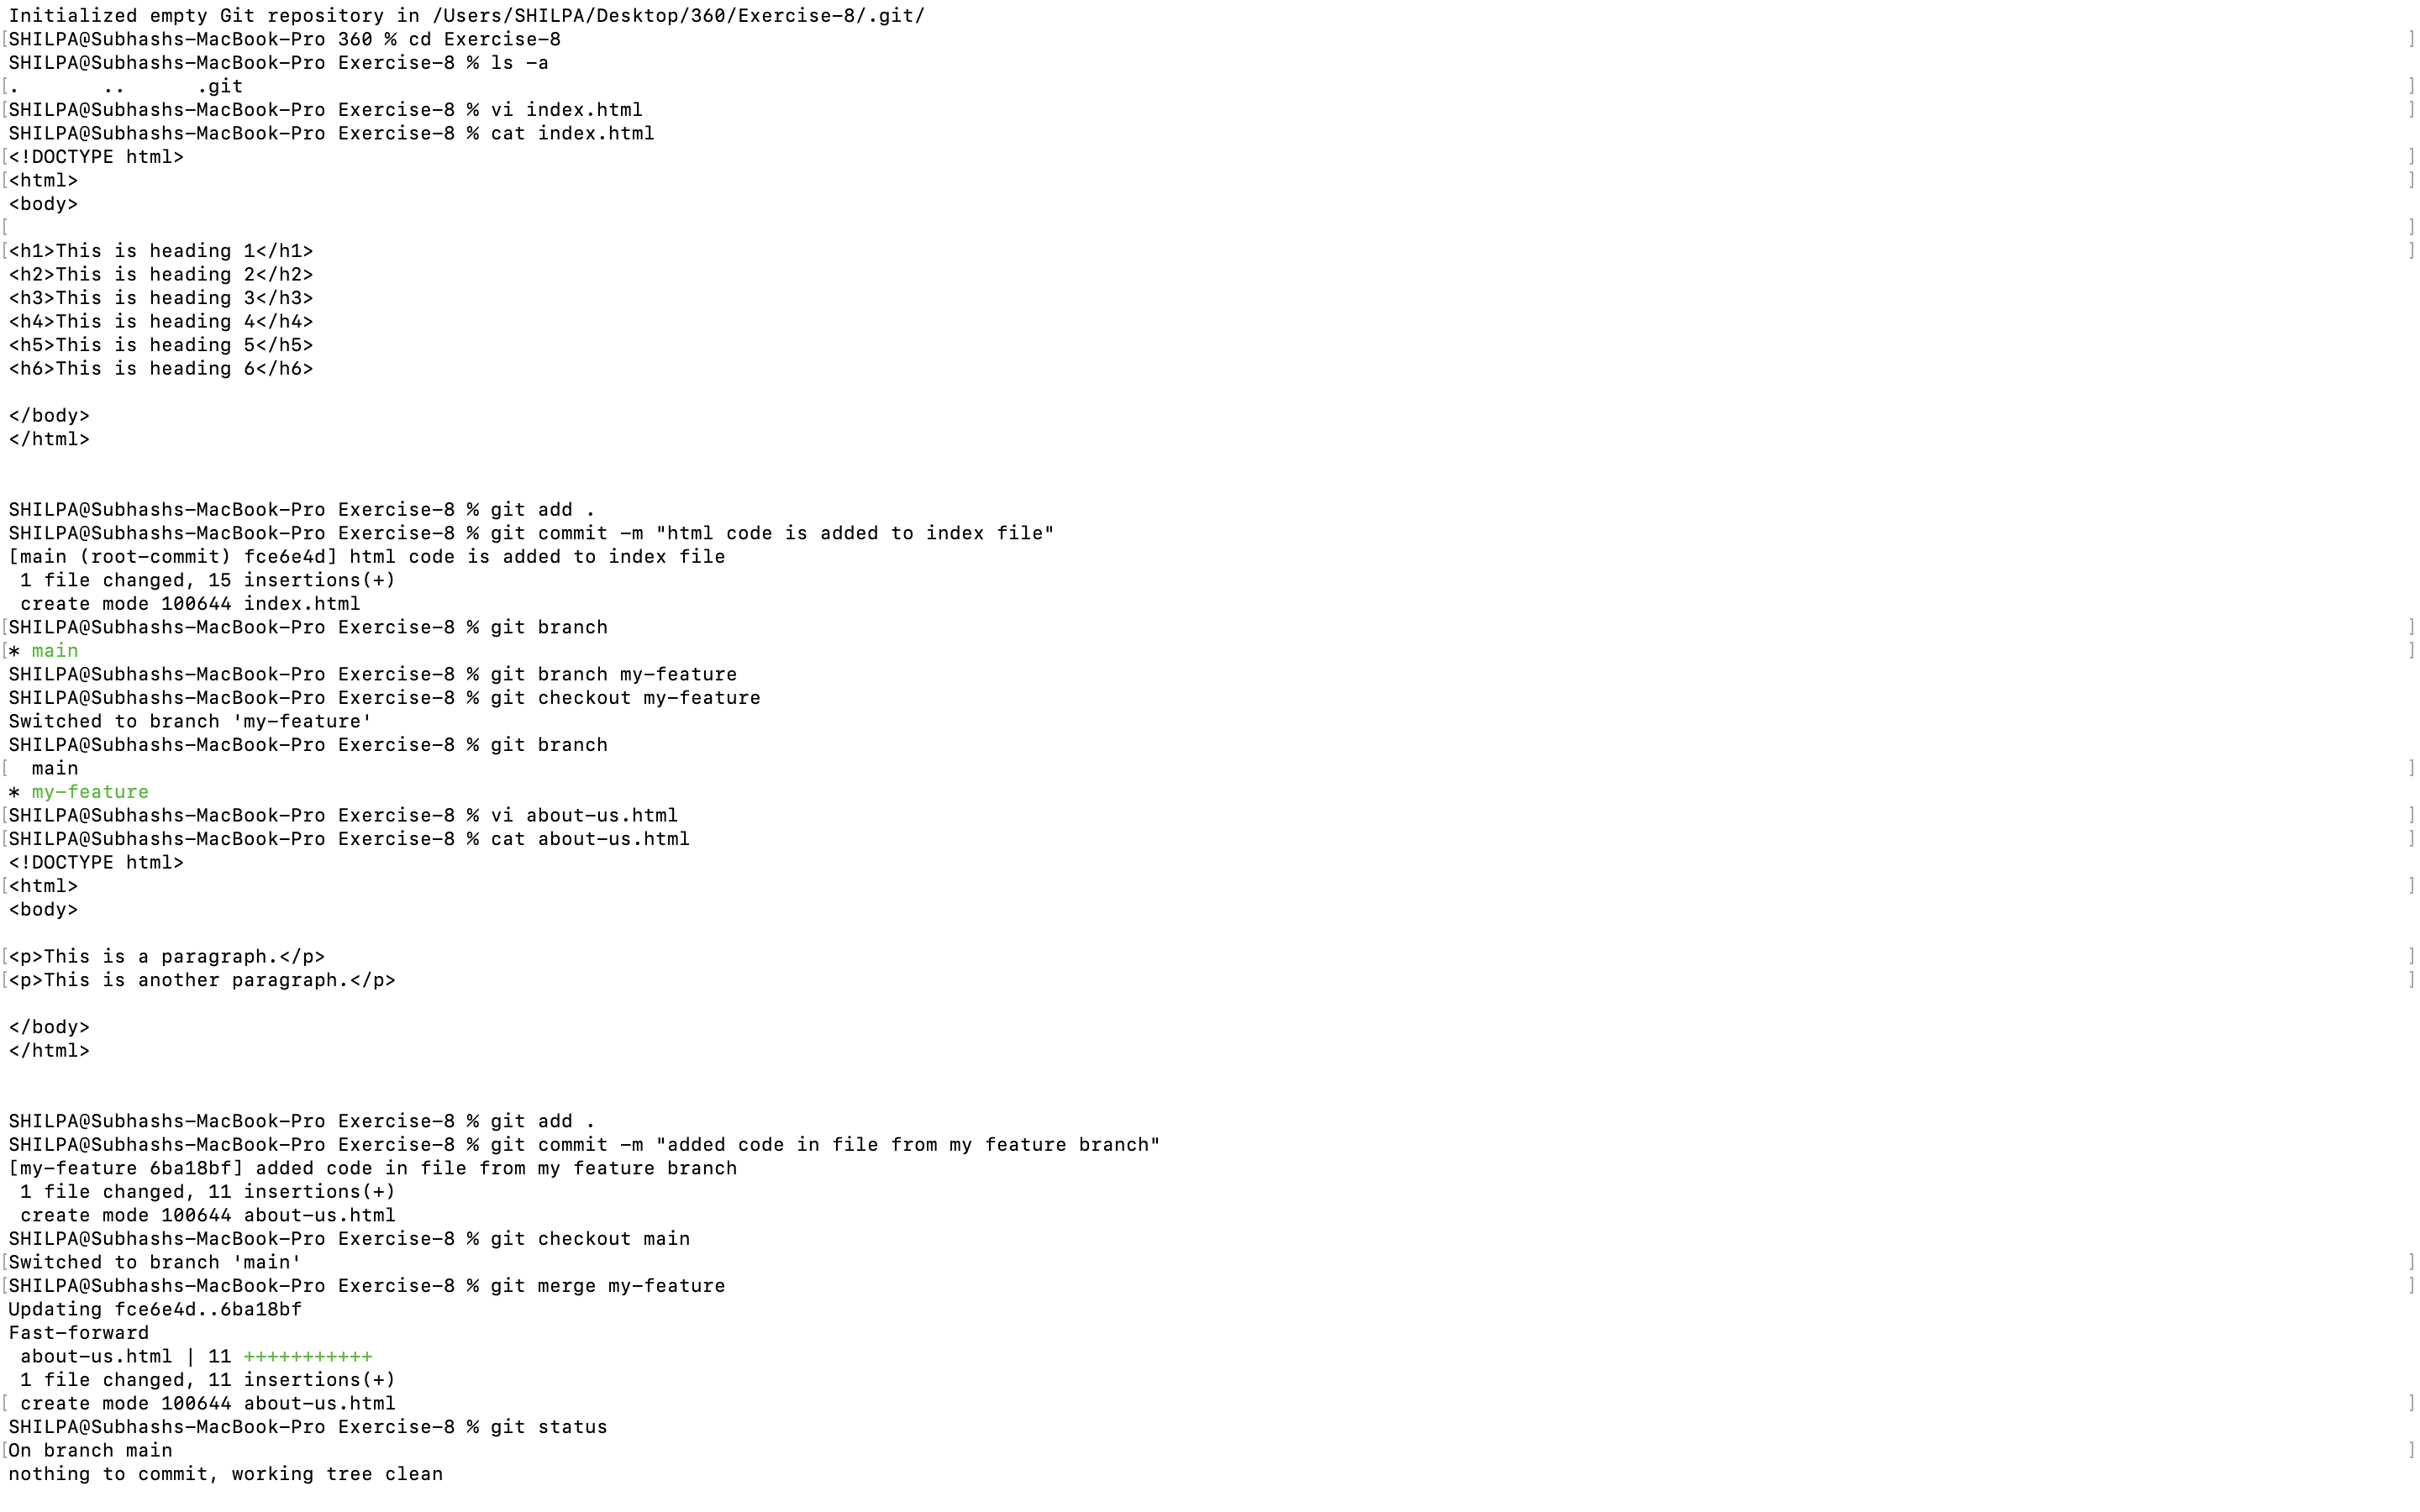 Initialized empty Git repository in /Users/SHILPA/Desktop/360/Exercise-8/.git/
[SHILPA@Subhashs-MacBook-Pro 360 % cd Exercise-8 ]
SHILPA@Subhashs-MacBook-Pro Exercise-8 % ls -a
[. .. .git ]
[SHILPA@Subhashs-MacBook-Pro Exercise-8 % vi index.html ]
SHILPA@Subhashs-MacBook-Pro Exercise-8 % cat index.html
[<!DOCTYPE html> ]
[<html> ]
<body>
[ ]
[<h1>This is heading 1</h1> ]
<h2>This is heading 2</h2>
<h3>This is heading 3</h3>
<h4>This is heading 4</h4>
<h5>This is heading 5</h5>
<h6>This is heading 6</h6>
</body>
</html>
SHILPA@Subhashs-MacBook-Pro Exercise-8 % git add .
SHILPA@Subhashs-MacBook-Pro Exercise-8 % git commit -m "html code is added to index file"
[main (root-commit) fce6e4d] html code is added to index file
1 file changed, 15 insertions(+)
create mode 100644 index.html
[SHILPA@Subhashs-MacBook-Pro Exercise-8 % git branch ]
[* main ]
SHILPA@Subhashs-MacBook-Pro Exercise-8 % git branch my-feature
SHILPA@Subhashs-MacBook-Pro Exercise-8 % git checkout my-feature
Switched to branch 'my-feature'
SHILPA@Subhashs-MacBook-Pro Exercise-8 % git branch
[ main ]
* my-feature
[SHILPA@Subhashs-MacBook-Pro Exercise-8 % vi about-us.html ]
[SHILPA@Subhashs-MacBook-Pro Exercise-8 % cat about-us.html ]
<!DOCTYPE html>
[<html> ]
<body>
[<p>This is a paragraph.</p> ]
[<p>This is another paragraph.</p> ]
</body>
</html>
SHILPA@Subhashs-MacBook-Pro Exercise-8 % git add .
SHILPA@Subhashs-MacBook-Pro Exercise-8 % git commit -m "added code in file from my feature branch"
[my-feature 6ba18bf] added code in file from my feature branch
1 file changed, 11 insertions(+)
create mode 100644 about-us.html
SHILPA@Subhashs-MacBook-Pro Exercise-8 % git checkout main
[Switched to branch 'main' ]
[SHILPA@Subhashs-MacBook-Pro Exercise-8 % git merge my-feature ]
Updating fce6e4d..6ba18bf
Fast-forward
about-us.html | 11 +++++++++++
1 file changed, 11 insertions(+)
[ create mode 100644 about-us.html ]
SHILPA@Subhashs-MacBook-Pro Exercise-8 % git status
[On branch main ]
nothing to commit, working tree clean